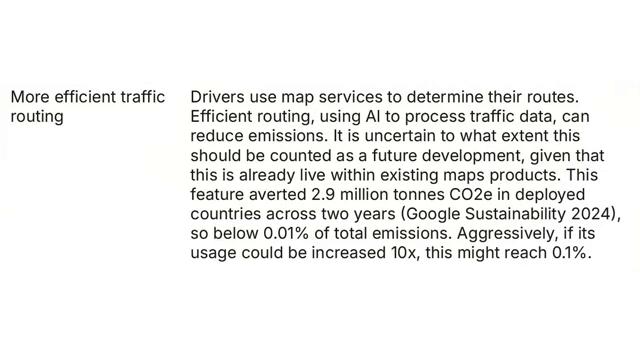 More efficient traffic
routing
Drivers use map services to determine their routes.
Efficient routing, using AI to process traffic data, can
reduce emissions. It is uncertain to what extent this
should be counted as a future development, given that
this is already live within existing maps products. This
feature averted 2.9 million tonnes CO2e in deployed
countries across two years (Google Sustainability 2024),
so below 0.01% of total emissions. Aggressively, if its
usage could be increased 10x, this might reach 0.1%.